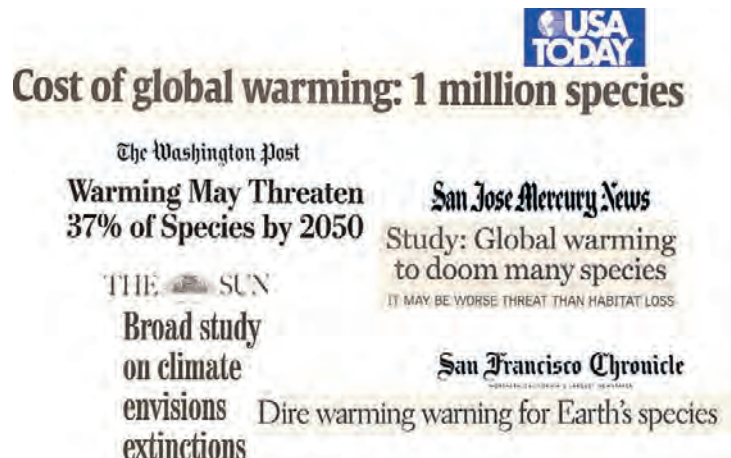 USA
TODAY
Cost of global warming: 1 million species
The Washington Post
Warming May Threaten
37% of Species by 2050
San Jose Mercury News
Study: Global warming
to doom many species
IT MAY BE WORSE THREAT THAN HABITAT LOSS
THE SUN
Broad study
on climate
envisions
extinctions
San Francisco Chronicle
Dire warming warning for Earth's species